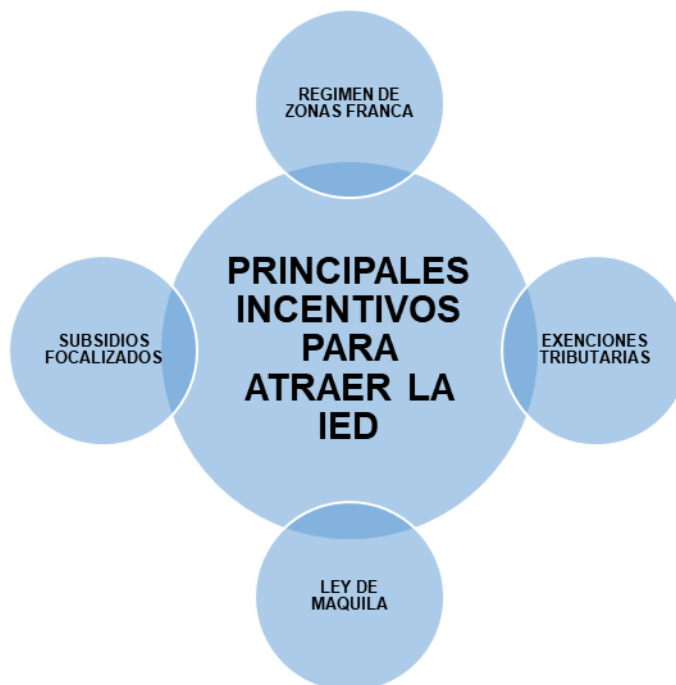 REGIMEN DE
ZONAS FRANCA
PRINCIPALES
INCENTIVOS
PARA
ATRAER LA
IED
SUBSIDIOS
FOCALIZADOS
EXENCIONES
TRIBUTARIAS
LEY DE
MAQUILA